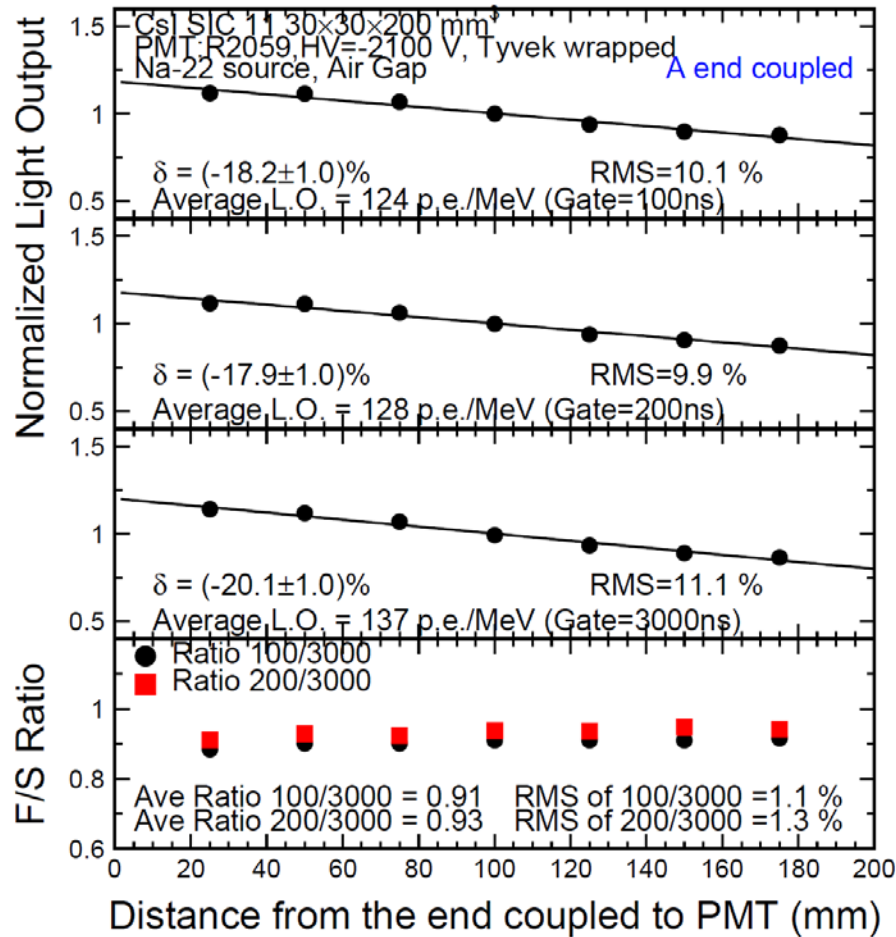 CsI SIC 11 30×30×200 mm³
PMT:R2059,HV=-2100 V, Tyvek wrapped
Na-22 source, Air Gap
A end coupled
1.5
1
0.5
δ = (-18.2±1.0)% RMS=10.1 %
Average L.O. = 124 p.e./MeV (Gate=100ns)
1.5
1
0.5
δ = (-17.9±1.0)% RMS=9.9 %
Average L.O. = 128 p.e./MeV (Gate=200ns)
1.5
1
0.5
δ = (-20.1±1.0)% RMS=11.1 %
Average L.O. = 137 p.e./MeV (Gate=3000ns)
Normalized Light Output
Ratio 100/3000
Ratio 200/3000
1
0.8
0.6
Ave Ratio 100/3000 = 0.91 RMS of 100/3000 =1.1 %
Ave Ratio 200/3000 = 0.93 RMS of 200/3000 =1.3 %
F/S Ratio
0 20 40 60 80 100 120 140 160 180 200
Distance from the end coupled to PMT (mm)